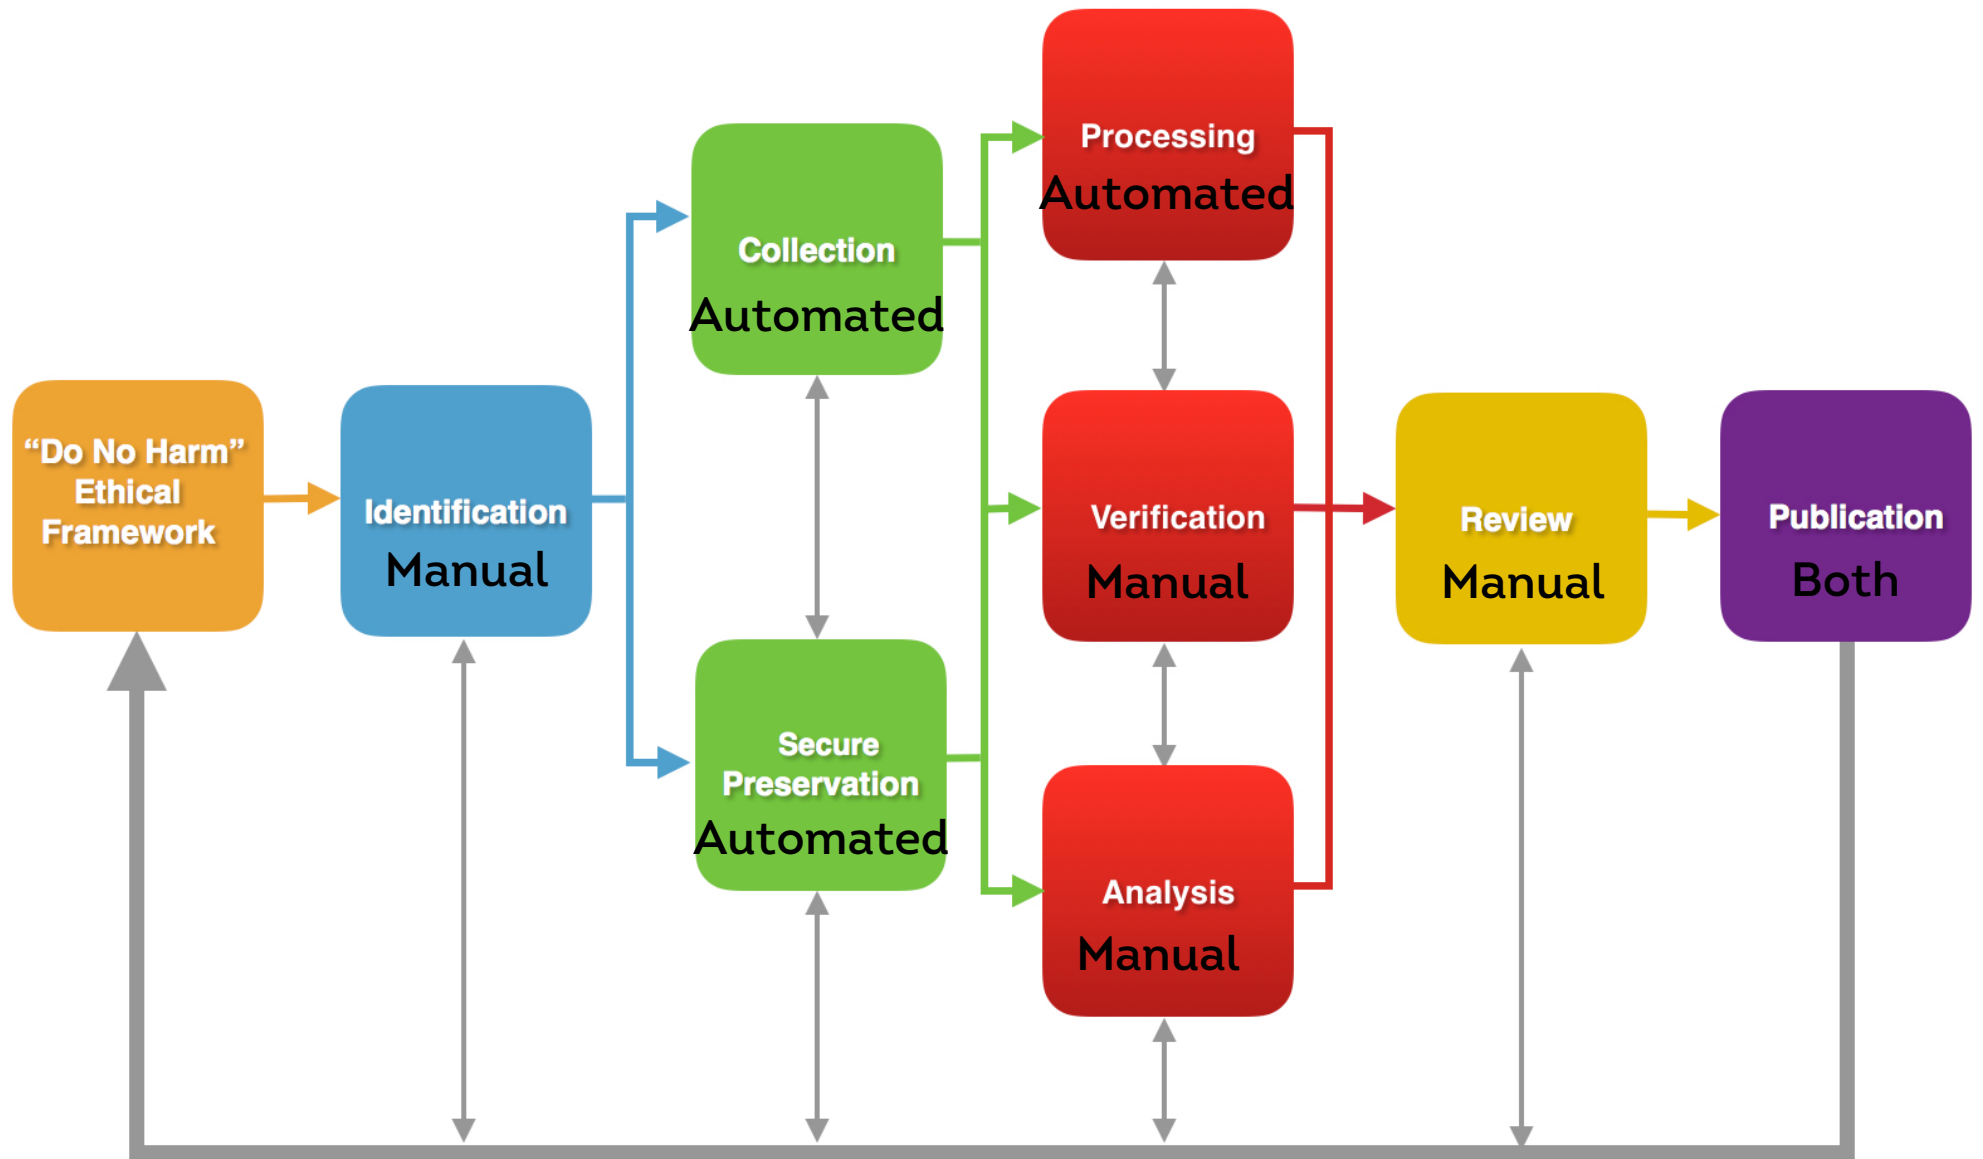 “Do No Harm”
Ethical
Framework
Identification
Manual
Collection
Automated
Secure
Preservation
Automated
Processing
Automated
Verification
Manual
Analysis
Manual
Review
Manual
Publication
Both